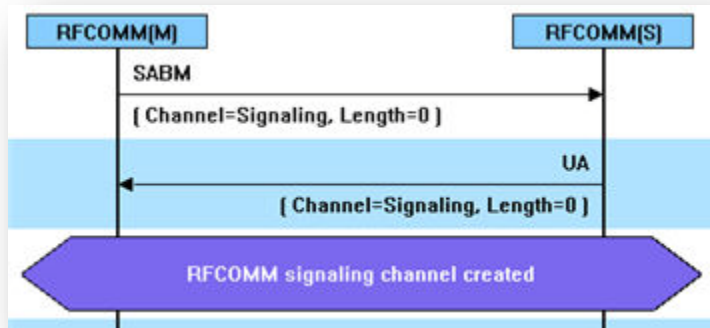 RFCOMM(M) RFCOMM(S)
SABM
( Channel=Signaling, Length=0 )
UA
( Channel=Signaling, Length=0 )
RFCOMM signaling channel created